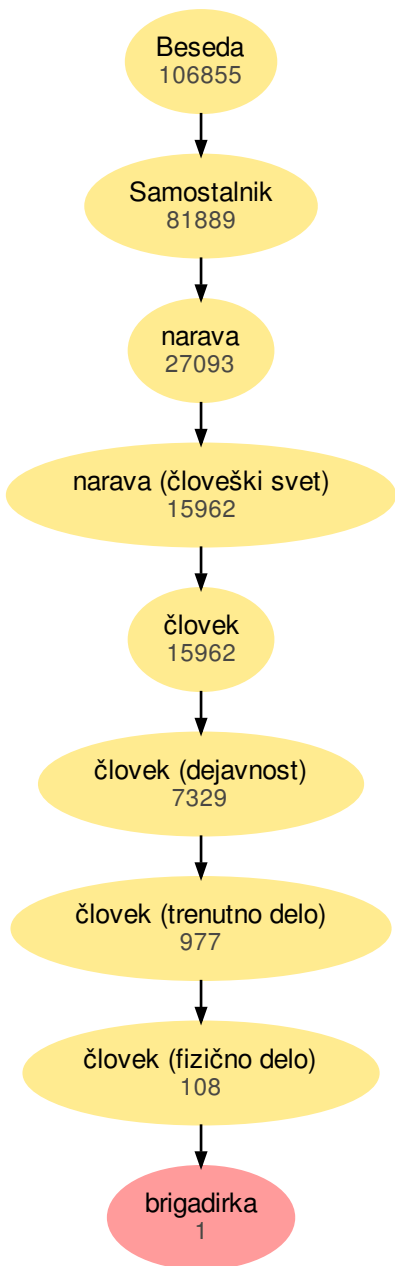 Beseda
106855
Samostalnik
81889
narava
27093
narava (človeški svet)
15962
človek
15962
človek (dejavnost)
7329
človek (trenutno delo)
977
človek (fizično delo)
108
brigadirka
1